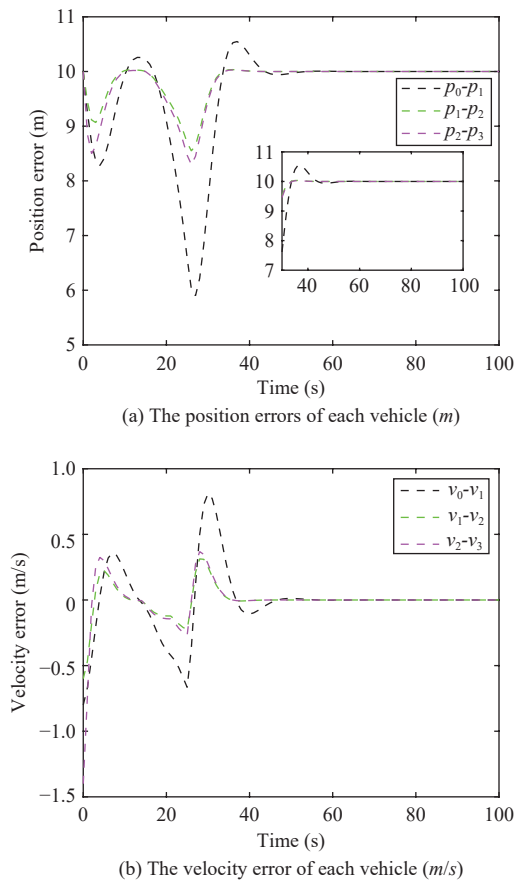 11
10
9
8
7
6
5
Position error (m)
p0-p1
p1-p2
p2-p3
11
10
9
8
7
40 60 80 100
0 20 40 60 80 100
Time (s)
(a) The position errors of each vehicle (m)
1.0
0.5
0
−0.5
−1.0
−1.5
Velocity error (m/s)
v0-v1
v1-v2
v2-v3
0 20 40 60 80 100
Time (s)
(b) The velocity error of each vehicle (m/s)